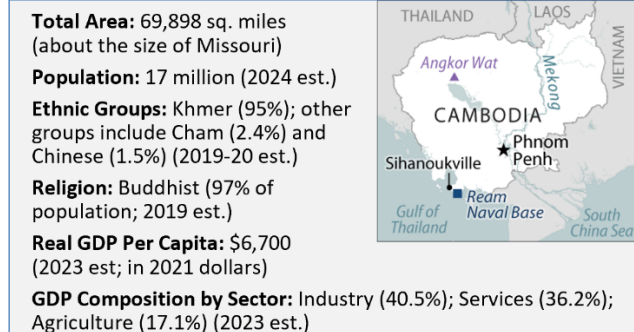 Total Area: 69,898 sq. miles
(about the size of Missouri)
Population: 17 million (2024 est.)
Ethnic Groups: Khmer (95%); other
groups include Cham (2.4%) and
Chinese (1.5%) (2019-20 est.)
Religion: Buddhist (97% of
population; 2019 est.)
Real GDP Per Capita: $6,700
(2023 est; in 2021 dollars)
GDP Composition by Sector: Industry (40.5%); Services (36.2%);
Agriculture (17.1%) (2023 est.)
THAILAND
LAOS
VIETNAM
Angkor Wat
Mekong
CAMBODIA
Phnom
Penh
Sihanoukville
Ream
Naval Base
Gulf of
Thailand
South
China Sea